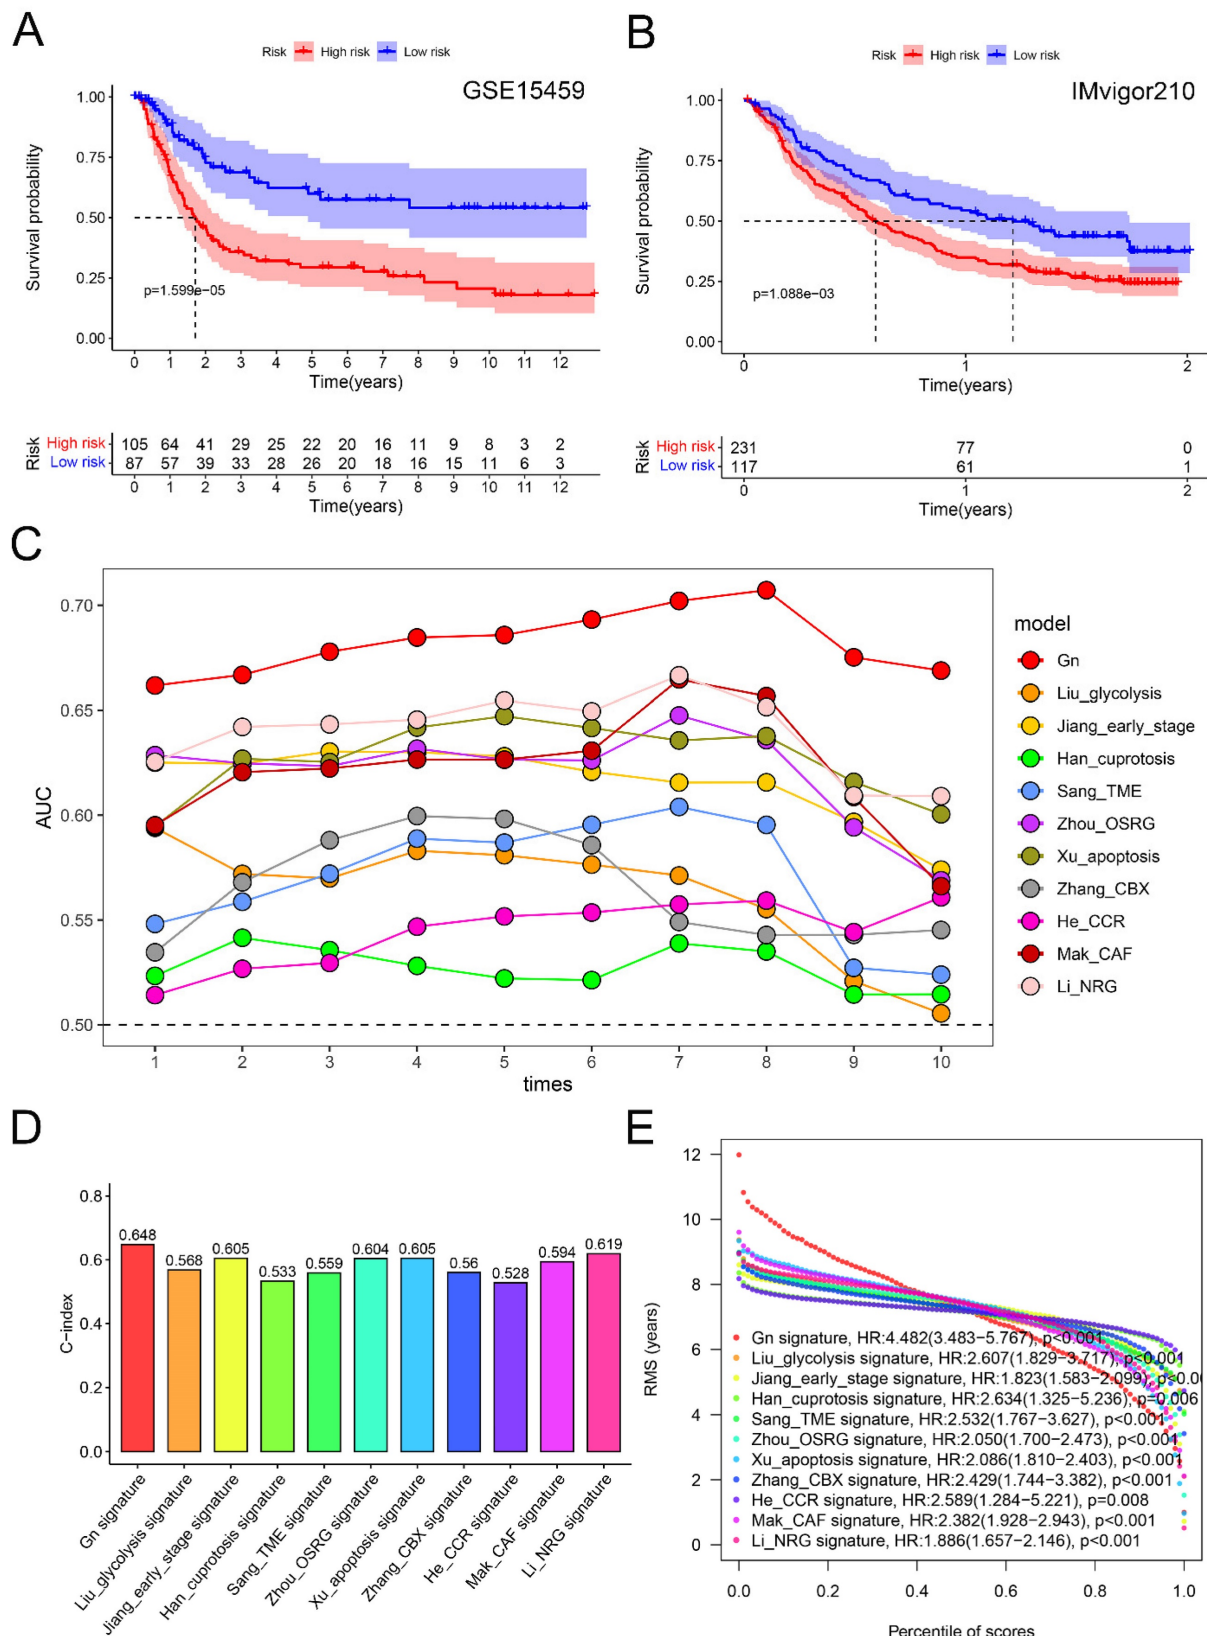 A
Risk High risk Low risk
GSE15459
1.00
0.75
0.50
0.25
0.00
Survival probability
p=1.599e−05
0 1 2 3 4 5 6 7 8 9 10 11 12
Time(years)
Risk
High risk 105 64 41 29 25 22 20 16 11 9 8 3 2
Low risk 87 57 39 33 28 26 20 18 16 15 11 6 3
0 1 2 3 4 5 6 7 8 9 10 11 12
Time(years)
B
Risk High risk Low risk
IMvigor210
1.00
0.75
0.50
0.25
0.00
Survival probability
p=1.088e−03
0 1 2
Time(years)
Risk
High risk 231 77 0
Low risk 117 61 1
0 1 2
Time(years)
C
0.70
0.65
0.60
0.55
0.50
AUC
1 2 3 4 5 6 7 8 9 10
times
model
Gn
Liu_glycolysis
Jiang_early_stage
Han_cuprotosis
Sang_TME
Zhou_OSRG
Xu_apoptosis
Zhang_CBX
He_CCR
Mak_CAF
Li_NRG
D
0.8
0.6
0.4
0.2
0.0
C−index
0.648 0.568 0.605 0.533 0.559 0.604 0.605 0.56 0.528 0.594 0.619
Gn signature
Liu_glycolysis signature
Jiang_early_stage signature
Han_cuprotosis signature
Sang_TME signature
Zhou_OSRG signature
Xu_apoptosis signature
Zhang_CBX signature
He_CCR signature
Mak_CAF signature
Li_NRG signature
E
12
10
8
6
4
2
0
RMS (years)
Gn signature, HR:4.482(3.483−5.767), p<0.001
Liu_glycolysis signature, HR:2.607(1.829−3.717), p<0.001
Jiang_early_stage signature, HR:1.823(1.583−2.099), p<0.0
Han_cuprotosis signature, HR:2.634(1.325−5.236), p=0.006
Sang_TME signature, HR:2.532(1.767−3.627), p<0.001
Zhou_OSRG signature, HR:2.050(1.700−2.473), p<0.001
Xu_apoptosis signature, HR:2.086(1.810−2.403), p<0.001
Zhang_CBX signature, HR:2.429(1.744−3.382), p<0.001
He_CCR signature, HR:2.589(1.284−5.221), p=0.008
Mak_CAF signature, HR:2.382(1.928−2.943), p<0.001
Li_NRG signature, HR:1.886(1.657−2.146), p<0.001
0.0 0.2 0.4 0.6 0.8 1.0
Percentile of scores